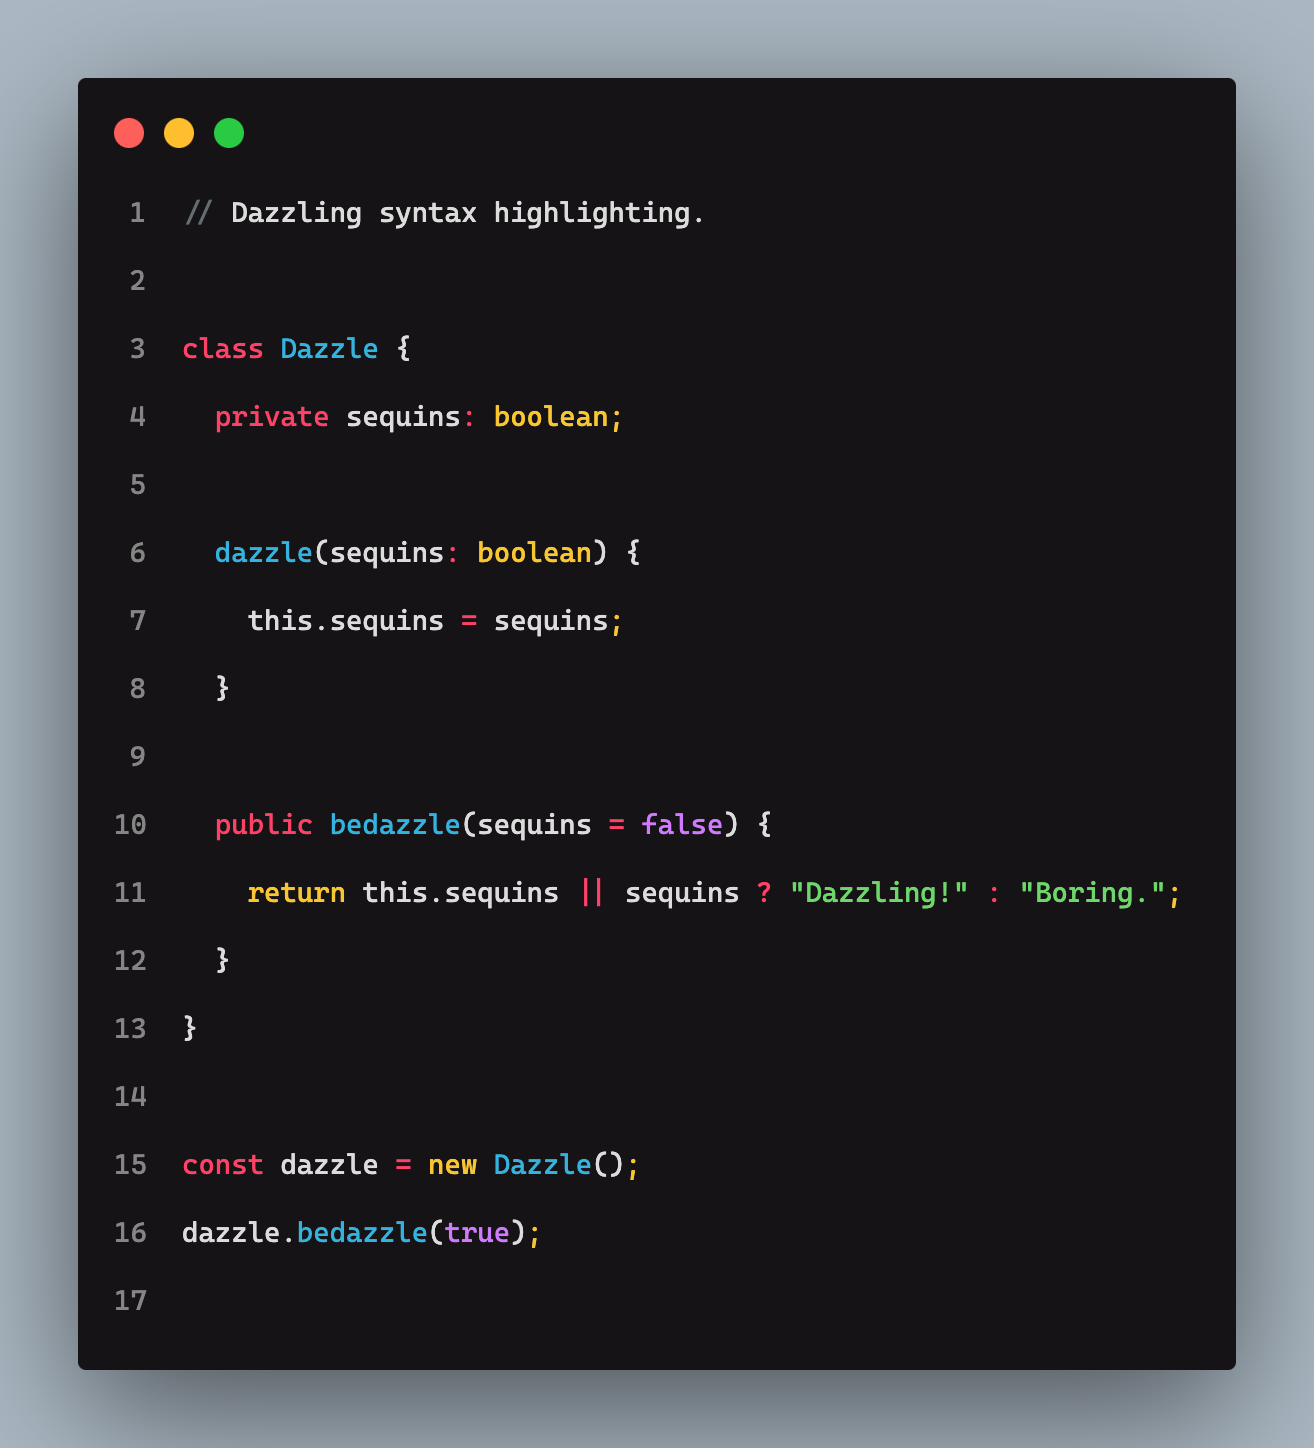 1 // Dazzling syntax highlighting.
2
3 class Dazzle {
4   private sequins: boolean;
5
6   dazzle(sequins: boolean) {
7     this.sequins = sequins;
8   }
9
10   public bedazzle(sequins = false) {
11     return this.sequins || sequins ? "Dazzling!" : "Boring.";
12   }
13 }
14
15 const dazzle = new Dazzle();
16 dazzle.bedazzle(true);
17